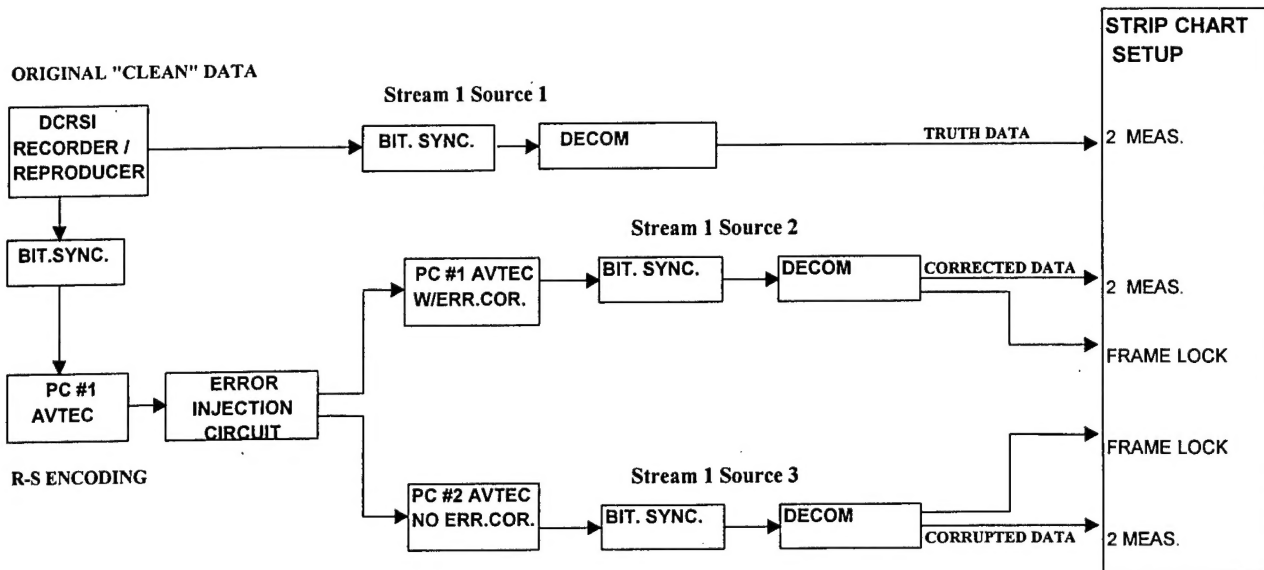 STRIP CHART
SETUP
ORIGINAL "CLEAN" DATA
Stream 1 Source 1
DCRSI
RECORDER /
REPRODUCER
BIT. SYNC.
DECOM
TRUTH DATA
2 MEAS.
Stream 1 Source 2
BIT.SYNC.
PC #1 AVTEC
W/ERR.COR.
BIT. SYNC.
DECOM
CORRECTED DATA
2 MEAS.
FRAME LOCK
PC #1
AVTEC
ERROR
INJECTION
CIRCUIT
R-S ENCODING
FRAME LOCK
Stream 1 Source 3
PC #2 AVTEC
NO ERR.COR.
BIT. SYNC.
DECOM
CORRUPTED DATA
2 MEAS.